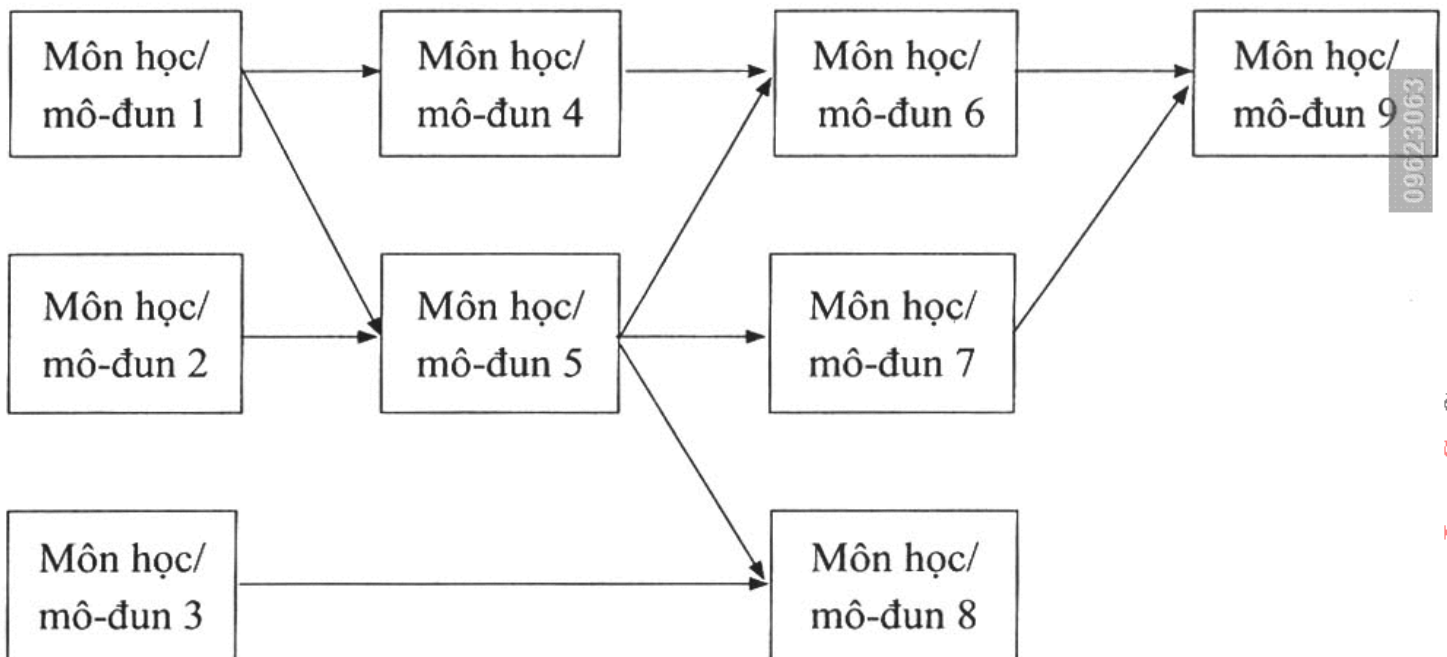 Môn học/
mô-đun 1
Môn học/
mô-đun 4
Môn học/
mô-đun 6
Môn học/
mô-đun 9
09623063
Môn học/
mô-đun 2
Môn học/
mô-đun 5
Môn học/
mô-đun 7
Môn học/
mô-đun 3
Môn học/
mô-đun 8